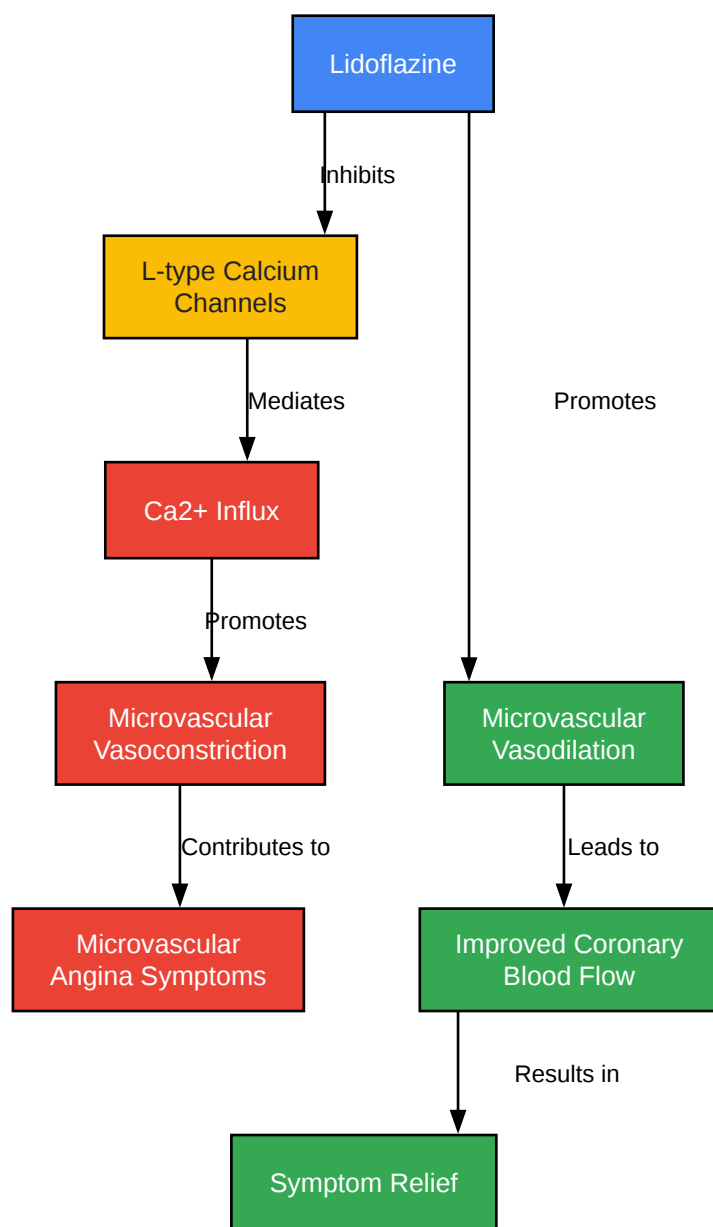 Lidoflazine
Inhibits
L-type Calcium
Channels
Mediates
Promotes
Ca2+ Influx
Promotes
Microvascular
Vasoconstriction
Microvascular
Vasodilation
Contributes to
Leads to
Microvascular
Angina Symptoms
Improved Coronary
Blood Flow
Results in
Symptom Relief